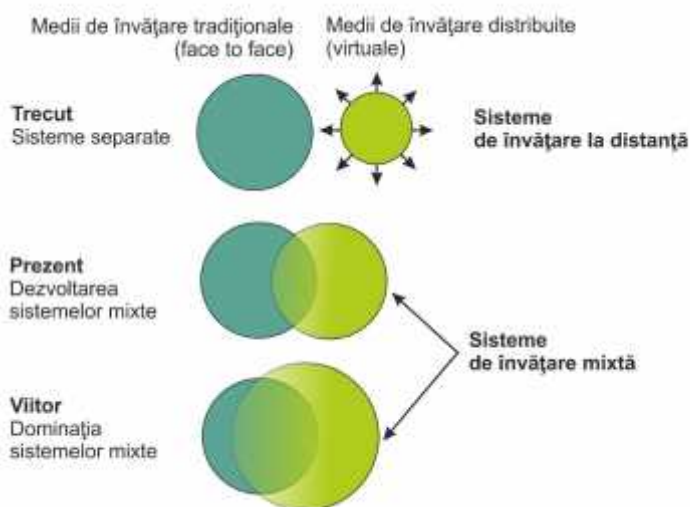 Medii de învăţare tradiţionale
(face to face)
Medii de învăţare distribuite
(virtuale)
Trecut
Sisteme separate
Sisteme
de învăţare la distanţă
Prezent
Dezvoltarea
sistemelor mixte
Sisteme
de învăţare mixtă
Viitor
Dominaţia
sistemelor mixte